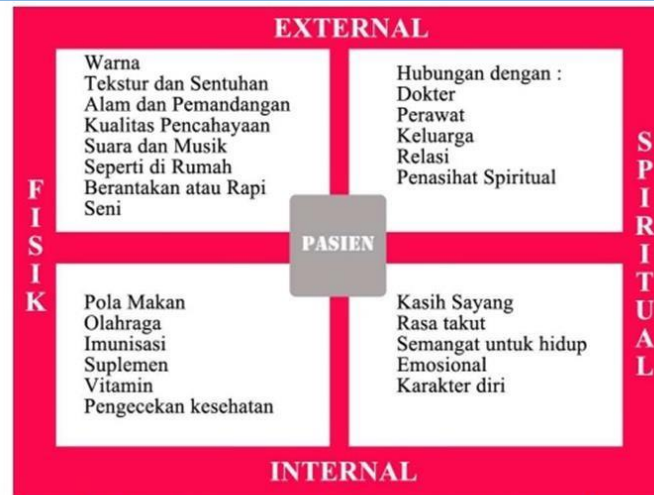 EXTERNAL
Warna
Tekstur dan Sentuhan
Alam dan Pemandangan
Kualitas Pencahayaan
Suara dan Musik
Seperti di Rumah
Berantakan atau Rapi
Seni
Hubungan dengan :
Dokter
Perawat
Keluarga
Relasi
Penasihat Spiritual
FISIK
PASIEN
SPIRITUAL
Pola Makan
Olahraga
Imunisasi
Suplemen
Vitamin
Pengecekan kesehatan
Kasih Sayang
Rasa takut
Semangat untuk hidup
Emosional
Karakter diri
INTERNAL